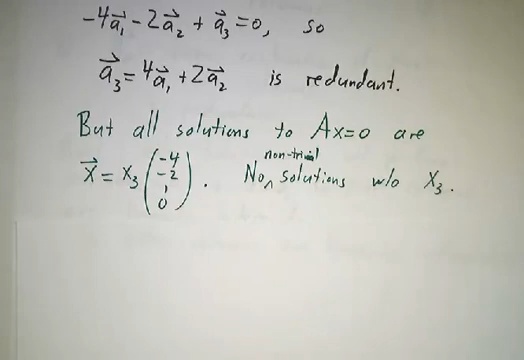 -4a⃗₁ - 2a⃗₂ + a⃗₃ = 0, so
a⃗₃ = 4a⃗₁ + 2a⃗₂ is redundant.
But all solutions to Ax=0 are
x⃗ = x₃ (-4 -2 1 0). No non-trivial solutions w/o x₃.